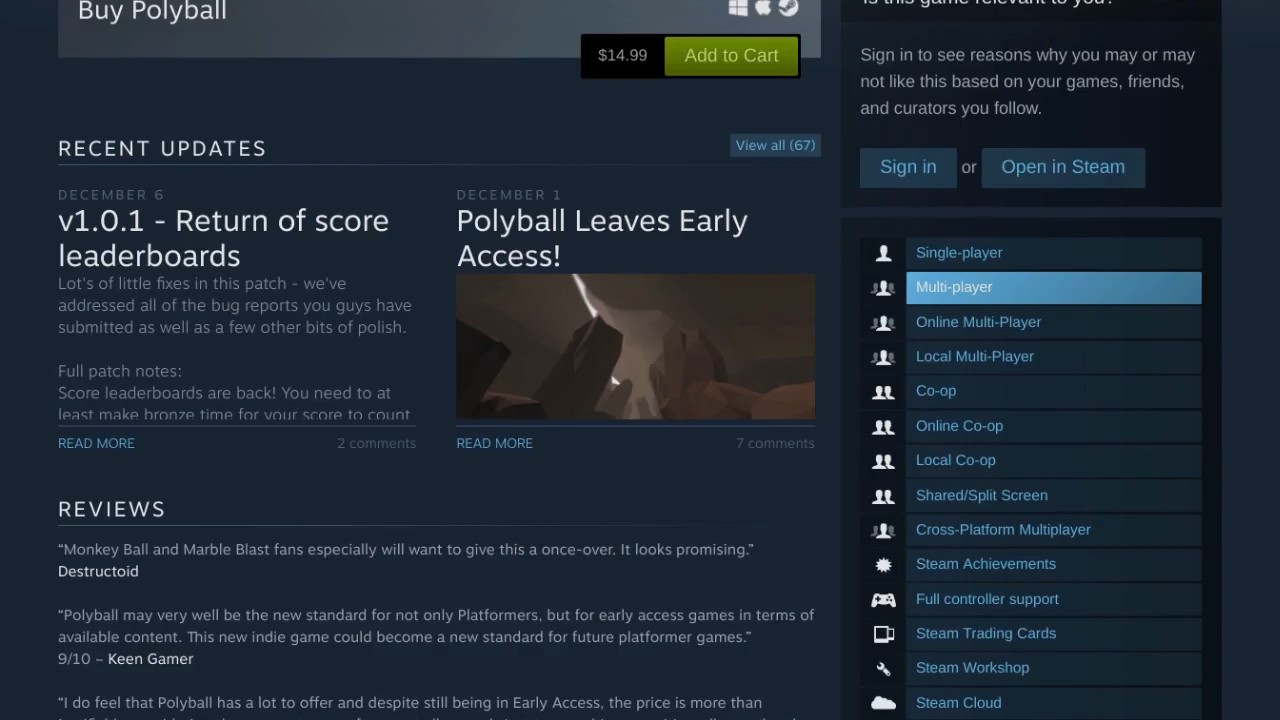 Buy Polyball
$14.99
Add to Cart
RECENT UPDATES
View all (67)
DECEMBER 6
v1.0.1 - Return of score
leaderboards
Lot's of little fixes in this patch - we've
addressed all of the bug reports you guys have
submitted as well as a few other bits of polish.
Full patch notes:
Score leaderboards are back! You need to at
least make bronze time for your score to count
READ MORE
2 comments
DECEMBER 1
Polyball Leaves Early
Access!
READ MORE
7 comments
REVIEWS
“Monkey Ball and Marble Blast fans especially will want to give this a once-over. It looks promising.”
Destructoid
“Polyball may very well be the new standard for not only Platformers, but for early access games in terms of
available content. This new indie game could become a new standard for future platformer games.”
9/10 – Keen Gamer
“I do feel that Polyball has a lot to offer and despite still being in Early Access, the price is more than
Is this game relevant to you?
Sign in to see reasons why you may or may
not like this based on your games, friends,
and curators you follow.
Sign in or Open in Steam
Single-player
Multi-player
Online Multi-Player
Local Multi-Player
Co-op
Online Co-op
Local Co-op
Shared/Split Screen
Cross-Platform Multiplayer
Steam Achievements
Full controller support
Steam Trading Cards
Steam Workshop
Steam Cloud